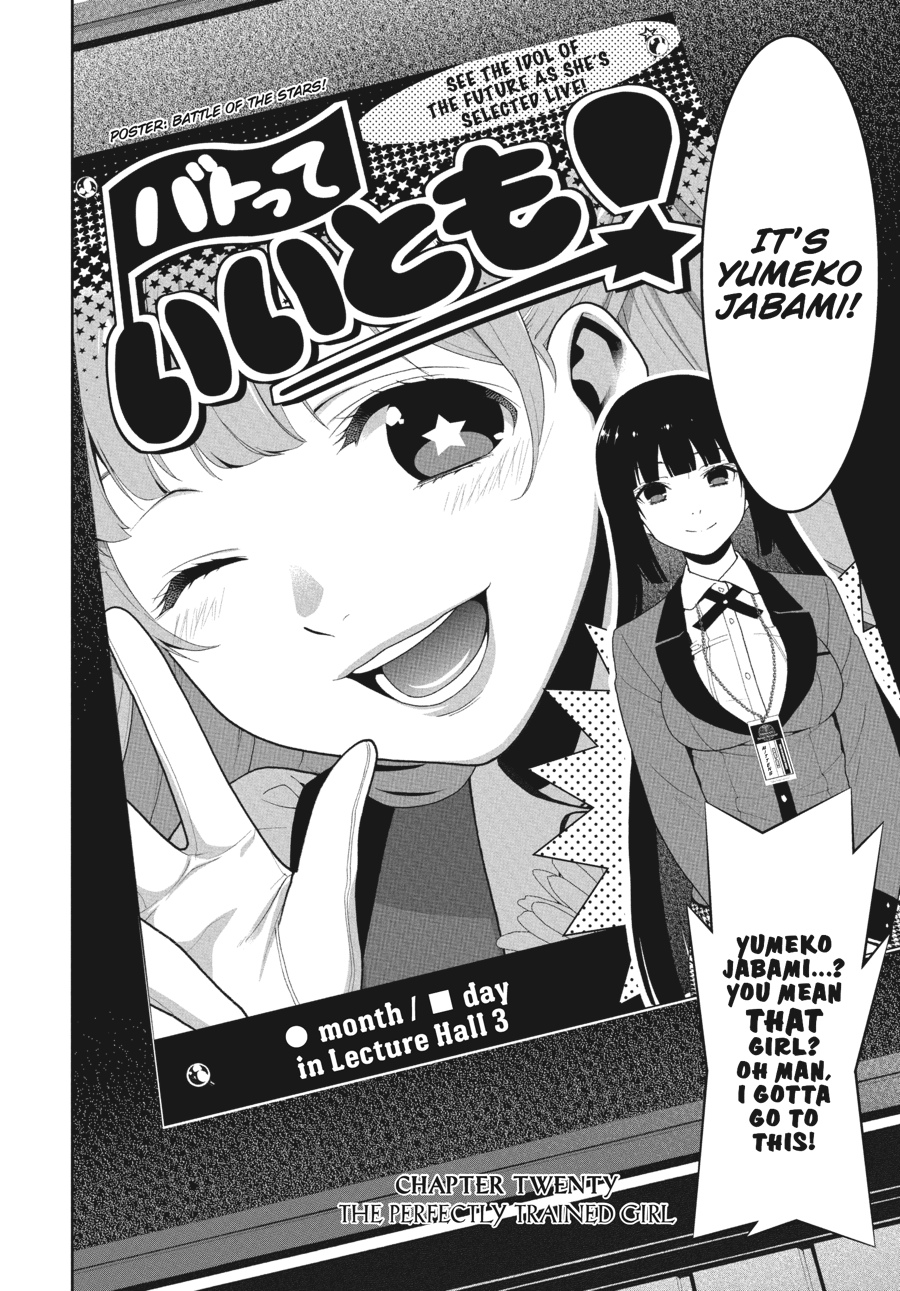 POSTER: BATTLE OF THE STARS!
SEE THE IDOL OF
THE FUTURE AS SHE'S
SELECTED LIVE!
バトって
いいとも!
IT'S
YUMEKO
JABAMI!
● month / ■ day
in Lecture Hall 3
YUMEKO
JABAMI...?
YOU MEAN
THAT
GIRL?
OH MAN,
I GOTTA
GO TO
THIS!
CHAPTER TWENTY
THE PERFECTLY TRAINED GIRL